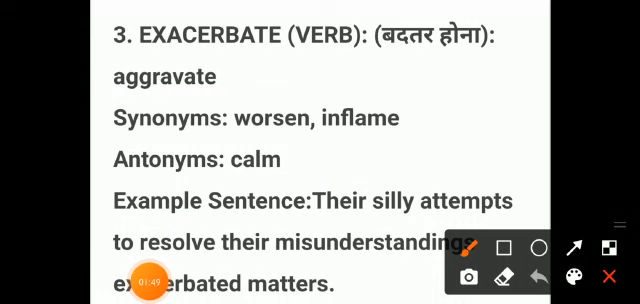 3. EXACERBATE (VERB): (बदतर होना):
aggravate
Synonyms: worsen, inflame
Antonyms: calm
Example Sentence:Their silly attempts
to resolve their misunderstandings
exacerbated matters.
01:49